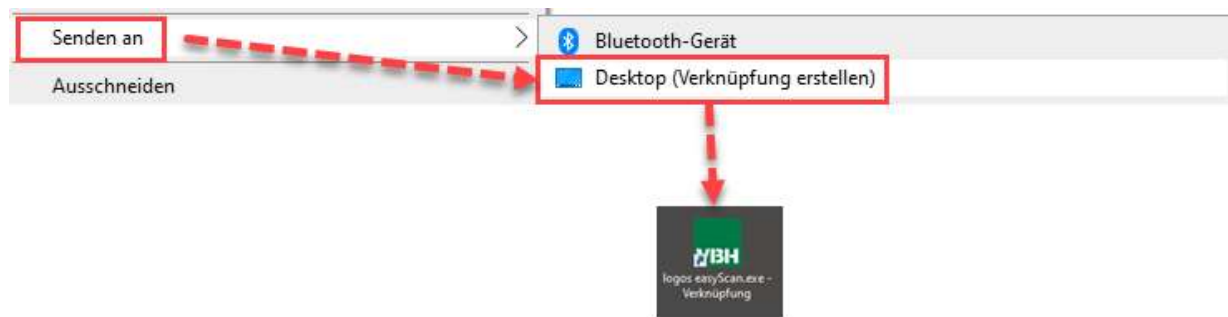 Senden an
Bluetooth-Gerät
Desktop (Verknüpfung erstellen)
Ausschneiden
YBH
logos easyScan.exe -
Verknüpfung